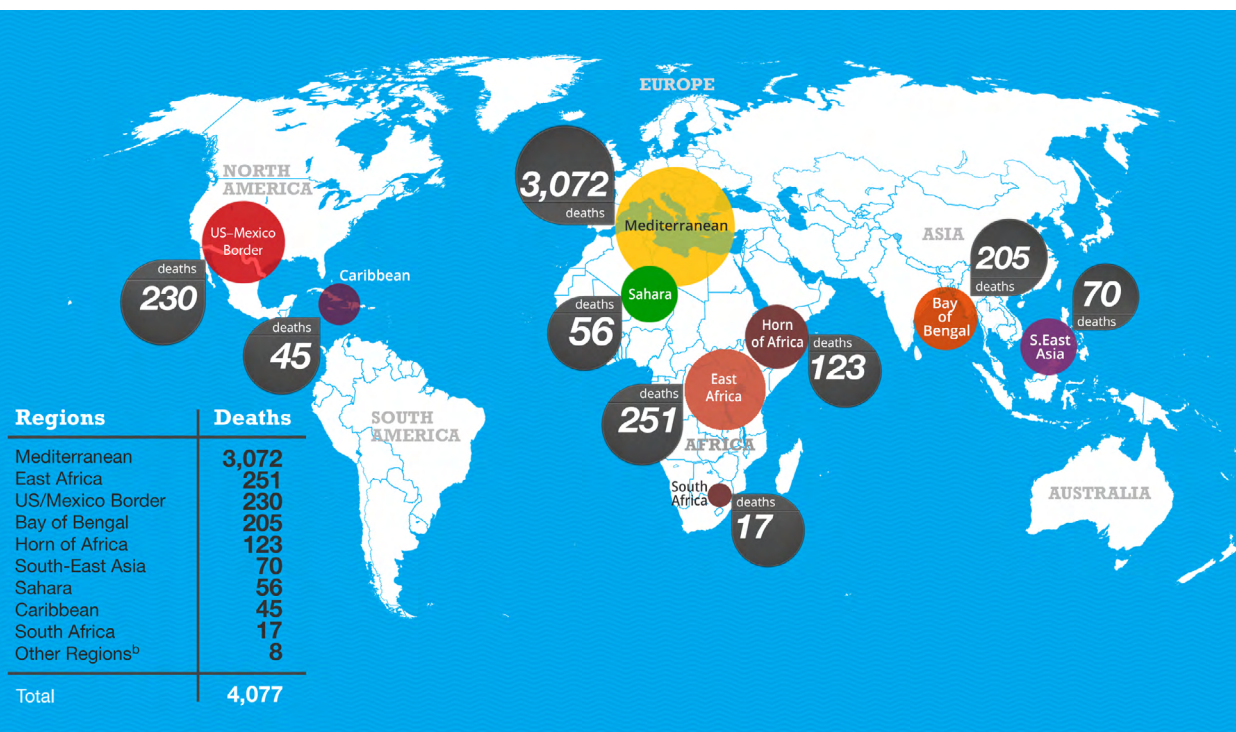 EUROPE
3,072
deaths
NORTH
AMERICA
US–Mexico
Border
Mediterranean
ASIA
205
deaths
deaths
230
Caribbean
Sahara
70
deaths
Bay
of
Bengal
deaths
56
Horn
of Africa
S.East
Asia
deaths
45
deaths
123
East
Africa
deaths
251
SOUTH
AMERICA
AFRICA
South
Africa
deaths
17
AUSTRALIA
Regions Deaths
Mediterranean 3,072
East Africa 251
US/Mexico Border 230
Bay of Bengal 205
Horn of Africa 123
South-East Asia 70
Sahara 56
Caribbean 45
South Africa 17
Other Regionsᵇ 8
Total 4,077